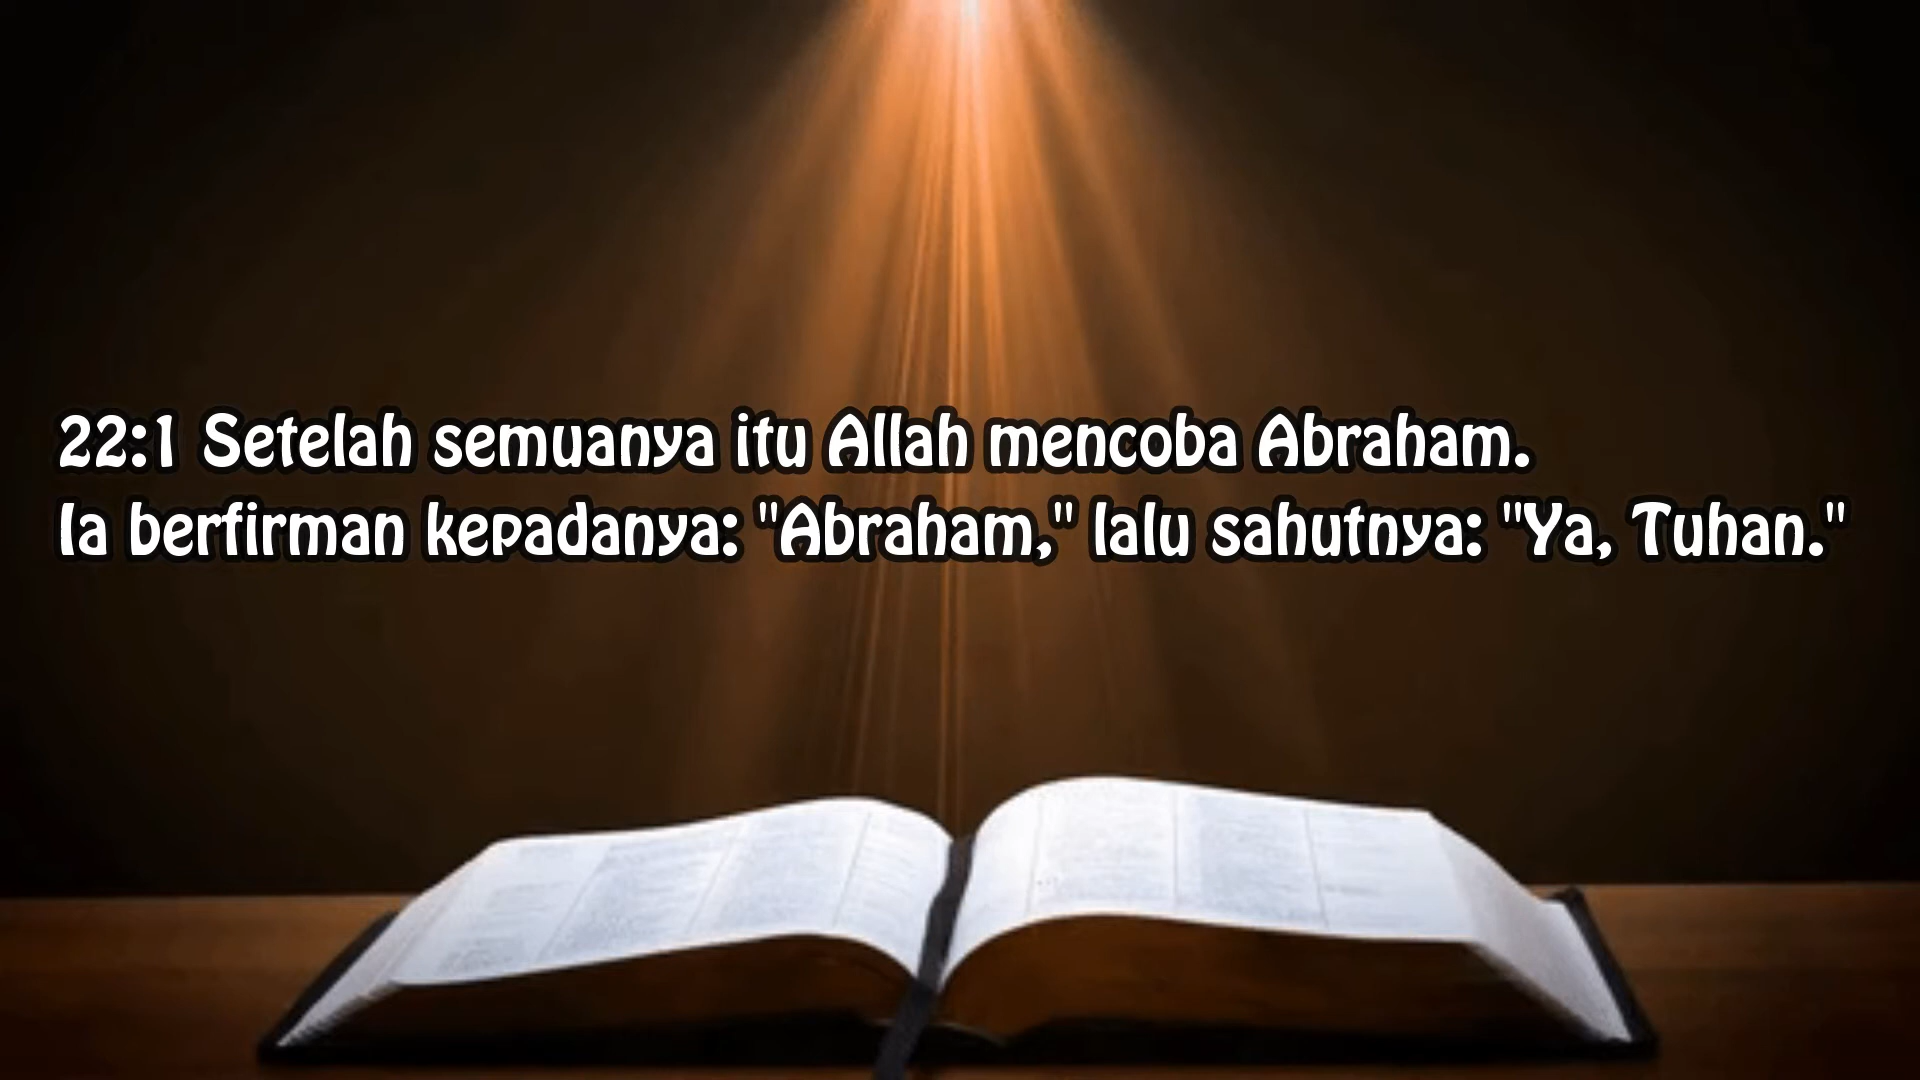 22:1 Setelah semuanya itu Allah mencoba Abraham.
Ia berfirman kepadanya: "Abraham," lalu sahutnya: "Ya, Tuhan."